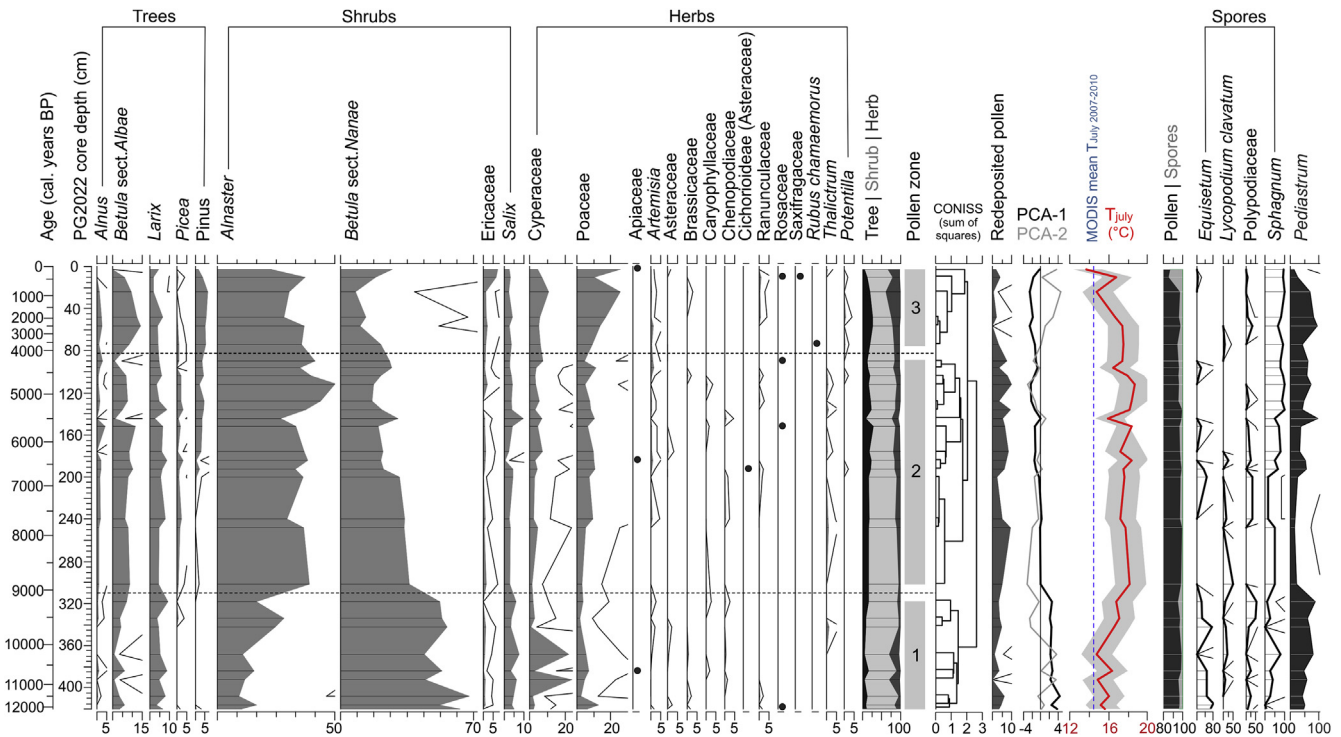 Trees
Shrubs
Herbs
Spores
Age (cal. years BP)
PG2022 core depth (cm)
Alnus
Betula sect.Albae
Larix
Picea
Pinus
Alnaster
Betula sect.Nanae
Ericaceae
Salix
Cyperaceae
Poaceae
Apiaceae
Artemisia
Asteraceae
Brassicaceae
Caryophyllaceae
Chenopodiaceae
Cichorioideae (Asteraceae)
Ranunculaceae
Rosaceae
Saxifragaceae
Rubus chamaemorus
Thalictrum
Potentilla
Tree | Shrub | Herb
Pollen zone
CONISS
(sum of
squares)
Redeposited pollen
PCA-1
PCA-2
MODIS mean TJuly 2007-2010
Tjuly
(°C)
Pollen | Spores
Equisetum
Lycopodium clavatum
Polypodiaceae
Sphagnum
Pediastrum
0
1000
2000
3000
4000
5000
6000
7000
8000
9000
10000
11000
12000
0
40
80
120
160
200
240
280
320
360
400
3
2
1
5 15 10 5 5 50 70 5 10 20 20 5 5 5 5 5 5 5 5 5 100 0 1 2 3 10 -4 4 12 16 20 80 100 80 50 50 100 100